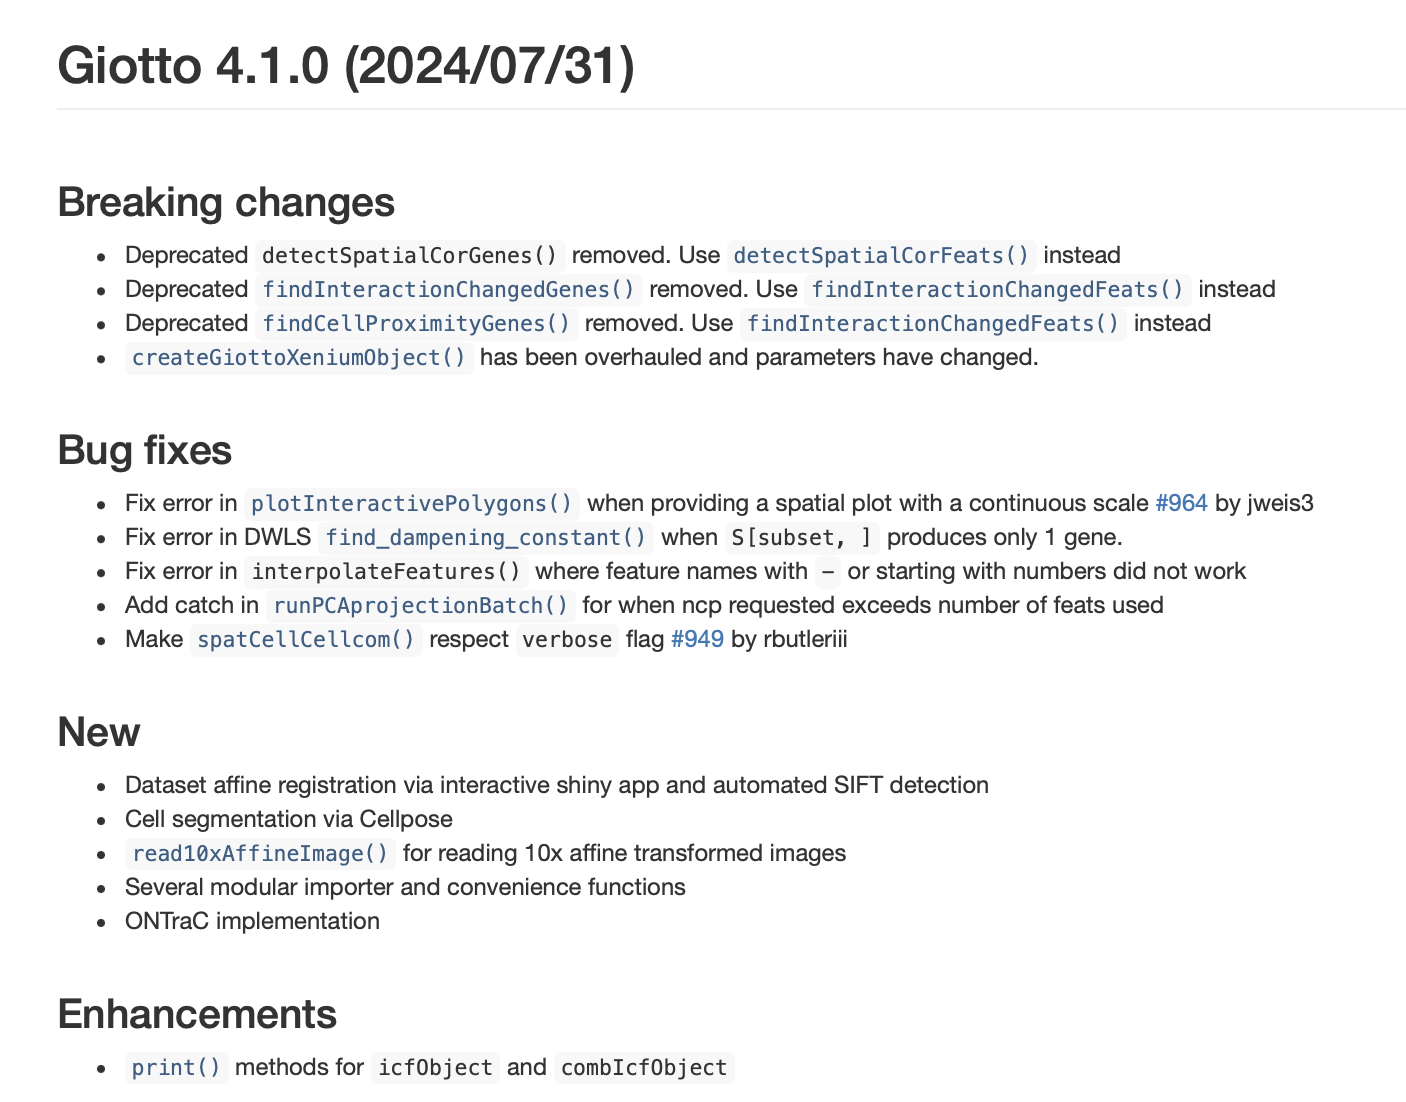 Giotto 4.1.0 (2024/07/31)
Breaking changes
• Deprecated detectSpatialCorGenes() removed. Use detectSpatialCorFeats() instead
• Deprecated findInteractionChangedGenes() removed. Use findInteractionChangedFeats() instead
• Deprecated findCellProximityGenes() removed. Use findInteractionChangedFeats() instead
• createGiottoXeniumObject() has been overhauled and parameters have changed.
Bug fixes
• Fix error in plotInteractivePolygons() when providing a spatial plot with a continuous scale #964 by jweis3
• Fix error in DWLS find_dampening_constant() when S[subset, ] produces only 1 gene.
• Fix error in interpolateFeatures() where feature names with - or starting with numbers did not work
• Add catch in runPCAprojectionBatch() for when ncp requested exceeds number of feats used
• Make spatCellCellcom() respect verbose flag #949 by rbutleriii
New
• Dataset affine registration via interactive shiny app and automated SIFT detection
• Cell segmentation via Cellpose
• read10xAffineImage() for reading 10x affine transformed images
• Several modular importer and convenience functions
• ONTraC implementation
Enhancements
• print() methods for icfObject and combIcfObject